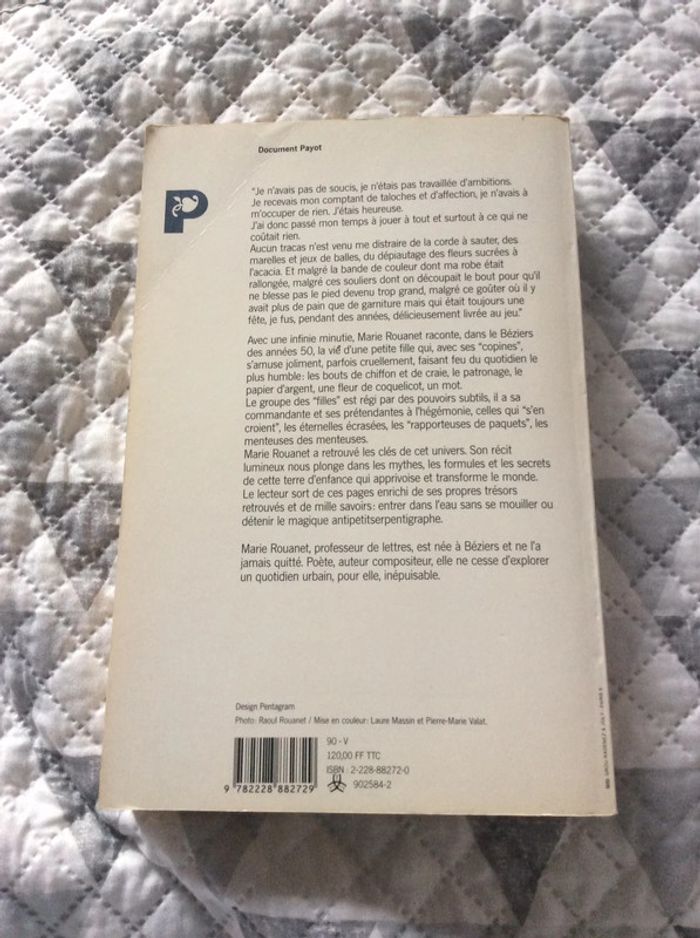 Document Payot
P
"Je n'avais pas de soucis, je n'étais pas travaillée d'ambitions.
Je recevais mon comptant de taloches et d'affection, je n'avais à
m'occuper de rien. J'étais heureuse.
J'ai donc passé mon temps à jouer à tout et surtout à ce qui ne
coûtait rien.
Aucun tracas n'est venu me distraire de la corde à sauter, des
marelles et jeux de balles, du dépiautage des fleurs sucrées à
l'acacia. Et malgré la bande de couleur dont ma robe était
rallongée, malgré ces souliers dont on découpait le bout pour qu'il
ne blesse pas le pied devenu trop grand, malgré ce goûter où il y
avait plus de pain que de garniture mais qui était toujours une
fête, je fus, pendant des années, délicieusement livrée au jeu."
Avec une infinie minutie, Marie Rouanet raconte, dans le Béziers
des années 50, la vie d'une petite fille qui, avec ses "copines",
s'amuse joliment, parfois cruellement, faisant feu du quotidien le
plus humble: les bouts de chiffon et de craie, le patronage, le
papier d'argent, une fleur de coquelicot, un mot.
Le groupe des "filles" est régi par des pouvoirs subtils, il a sa
commandante et ses prétendantes à l'hégémonie, celles qui "s'en
croient", les éternelles écrasées, les "rapporteuses de paquets", les
menteuses des menteuses.
Marie Rouanet a retrouvé les clés de cet univers. Son récit
lumineux nous plonge dans les mythes, les formules et les secrets
de cette terre d'enfance qui apprivoise et transforme le monde.
Le lecteur sort de ces pages enrichi de ses propres trésors
retrouvés et de mille savoirs: entrer dans l'eau sans se mouiller ou
détenir le magique antipetitserpentigraphe.
Marie Rouanet, professeur de lettres, est née à Béziers et ne l'a
jamais quitté. Poète, auteur compositeur, elle ne cesse d'explorer
un quotidien urbain, pour elle, inépuisable.
Design Pentagram
Photo: Raoul Rouanet / Mise en couleur: Laure Massin et Pierre-Marie Valat.
90 - V
120,00 FF TTC
ISBN : 2-228-88272-0
902584-2
9 782228 882729